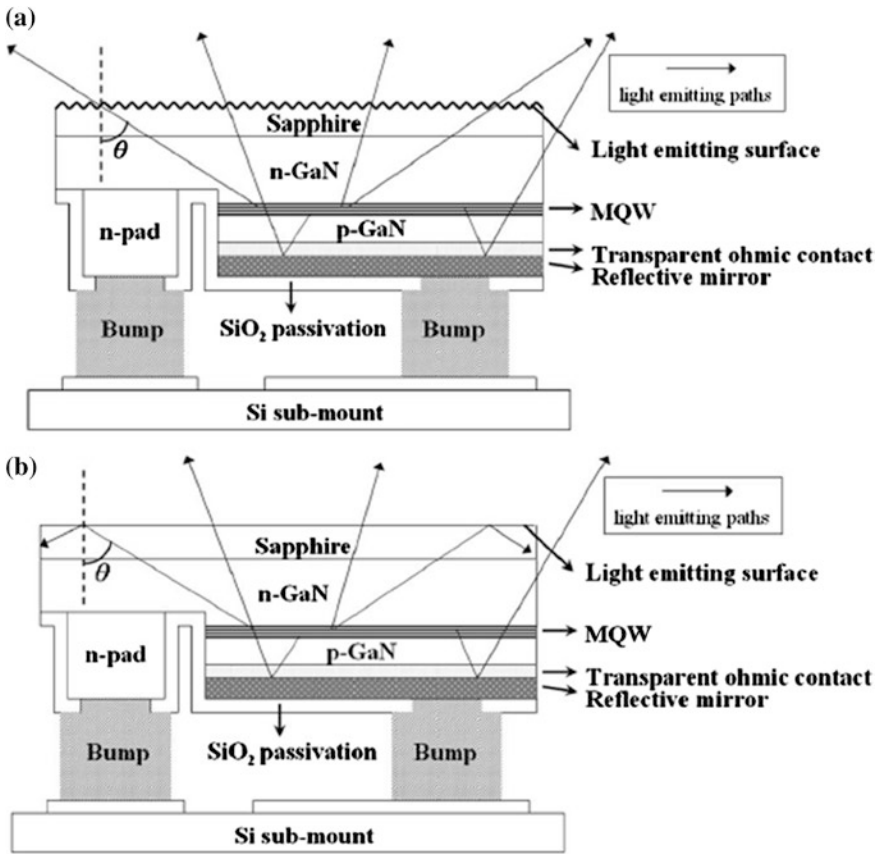 (a)
light emitting paths
Sapphire
θ
Light emitting surface
n-GaN
MQW
n-pad
p-GaN
Transparent ohmic contact
Reflective mirror
Bump
SiO₂ passivation
Bump
Si sub-mount
(b)
light emitting paths
Sapphire
θ
Light emitting surface
n-GaN
MQW
n-pad
p-GaN
Transparent ohmic contact
Reflective mirror
Bump
SiO₂ passivation
Bump
Si sub-mount